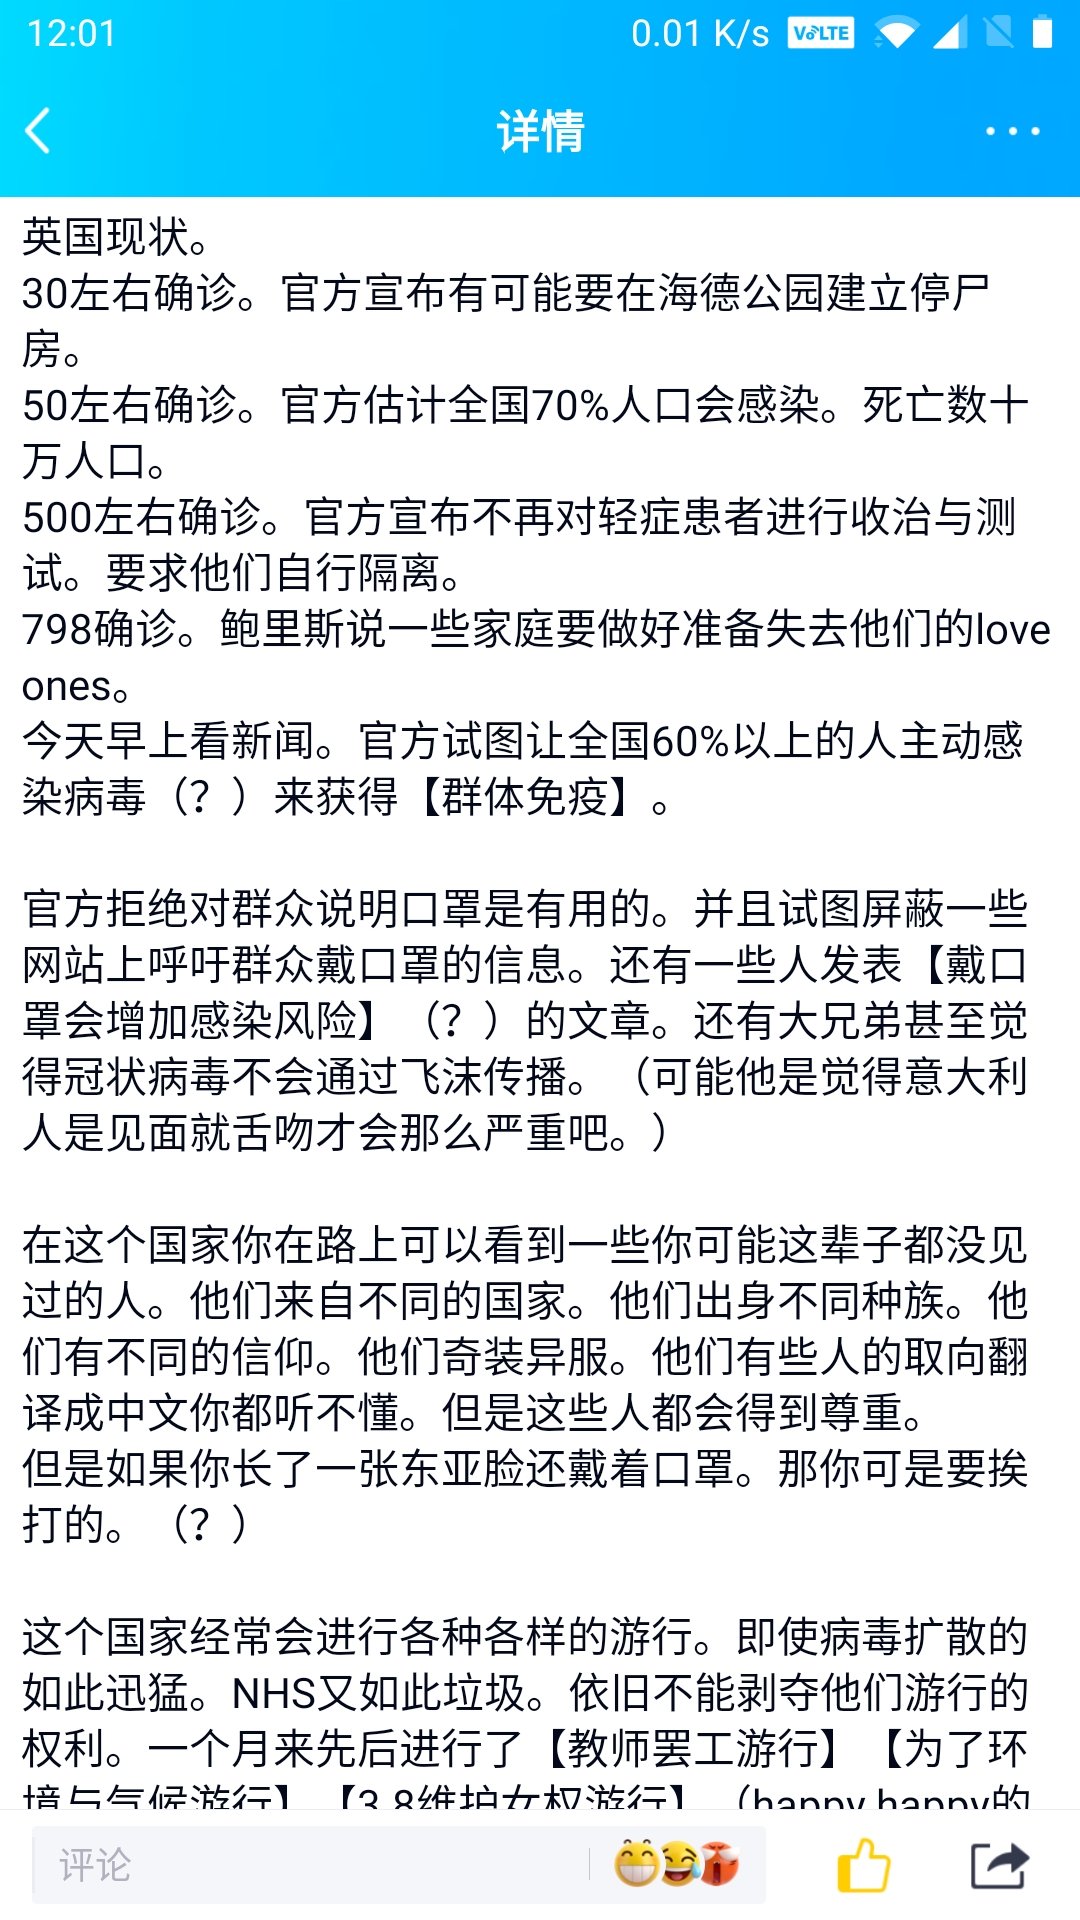 12:01
0.01 K/s
VoLTE
详情
英国现状。
30左右确诊。官方宣布有可能要在海德公园建立停尸
房。
50左右确诊。官方估计全国70%人口会感染。死亡数十
万人口。
500左右确诊。官方宣布不再对轻症患者进行收治与测
试。要求他们自行隔离。
798确诊。鲍里斯说一些家庭要做好准备失去他们的love
ones。
今天早上看新闻。官方试图让全国60%以上的人主动感
染病毒（？）来获得【群体免疫】。
官方拒绝对群众说明口罩是有用的。并且试图屏蔽一些
网站上呼吁群众戴口罩的信息。还有一些人发表【戴口
罩会增加感染风险】（？）的文章。还有大兄弟甚至觉
得冠状病毒不会通过飞沫传播。（可能他是觉得意大利
人是见面就舌吻才会那么严重吧。）
在这个国家你在路上可以看到一些你可能这辈子都没见
过的人。他们来自不同的国家。他们出身不同种族。他
们有不同的信仰。他们奇装异服。他们有些人的取向翻
译成中文你都听不懂。但是这些人都会得到尊重。
但是如果你长了一张东亚脸还戴着口罩。那你可是要挨
打的。（？）
这个国家经常会进行各种各样的游行。即使病毒扩散的
如此迅猛。NHS又如此垃圾。依旧不能剥夺他们游行的
权利。一个月来先后进行了【教师罢工游行】【为了环
境与气候游行】【3.8维护女权游行】（happy happy的
评论